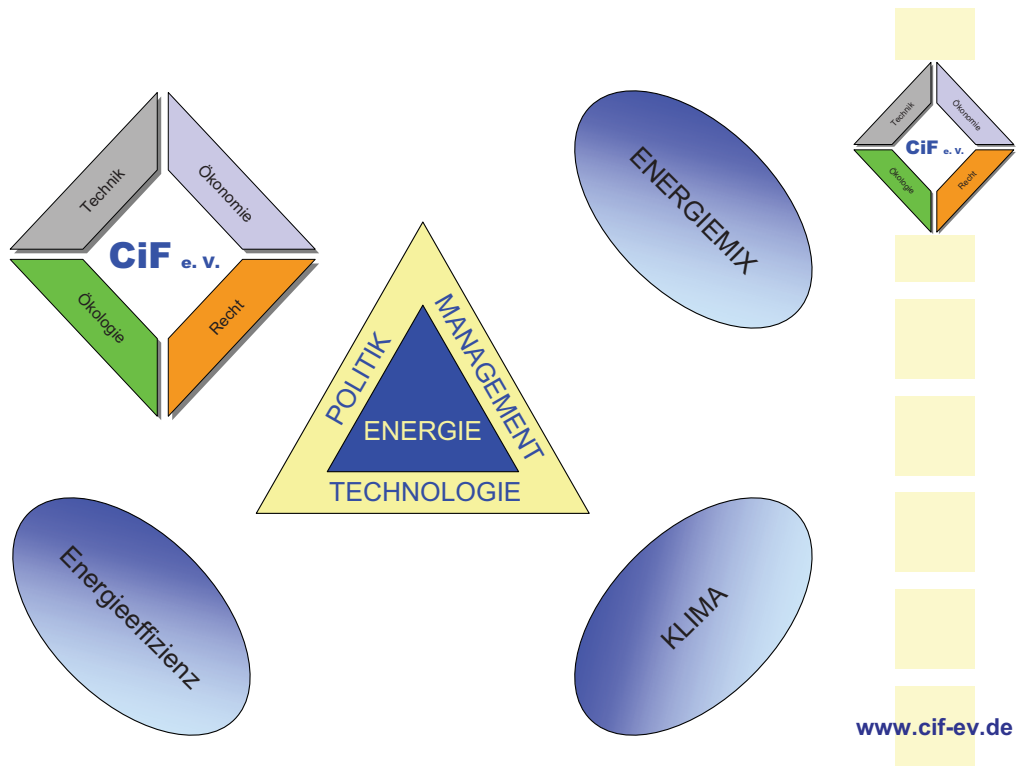 Technik
Ökonomie
CiF e. V.
Ökologie
Recht
ENERGIEMIX
POLITIK
MANAGEMENT
ENERGIE
TECHNOLOGIE
Energieeffizienz
KLIMA
Technik
Ökonomie
CiF e. V.
Ökologie
Recht
www.cif-ev.de